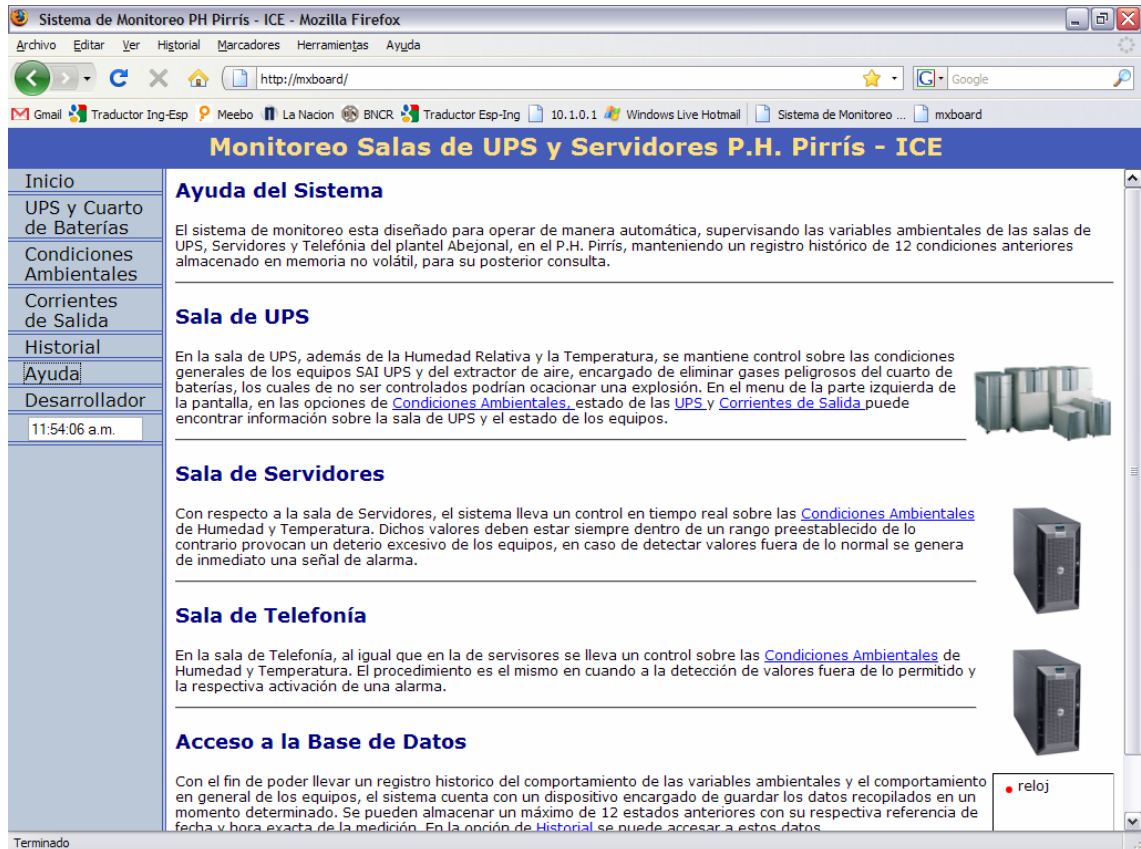 Sistema de Monitoreo PH Pirrís - ICE - Mozilla Firefox
Archivo Editar Ver Historial Marcadores Herramientas Ayuda
http://mxboard/
Google
Gmail Traductor Ing-Esp Meebo La Nacion BNCR Traductor Esp-Ing 10.1.0.1 Windows Live Hotmail Sistema de Monitoreo ... mxboard
Monitoreo Salas de UPS y Servidores P.H. Pirrís - ICE
Inicio
UPS y Cuarto
de Baterías
Condiciones
Ambientales
Corrientes
de Salida
Historial
Ayuda
Desarrollador
11:54:06 a.m.
Ayuda del Sistema
El sistema de monitoreo esta diseñado para operar de manera automática, supervisando las variables ambientales de las salas de
UPS, Servidores y Telefónia del plantel Abejonal, en el P.H. Pirrís, manteniendo un registro histórico de 12 condiciones anteriores
almacenado en memoria no volátil, para su posterior consulta.
Sala de UPS
En la sala de UPS, además de la Humedad Relativa y la Temperatura, se mantiene control sobre las condiciones
generales de los equipos SAI UPS y del extractor de aire, encargado de eliminar gases peligrosos del cuarto de
baterías, los cuales de no ser controlados podrían ocacionar una explosión. En el menu de la parte izquierda de
la pantalla, en las opciones de Condiciones Ambientales, estado de las UPS y Corrientes de Salida puede
encontrar información sobre la sala de UPS y el estado de los equipos.
Sala de Servidores
Con respecto a la sala de Servidores, el sistema lleva un control en tiempo real sobre las Condiciones Ambientales
de Humedad y Temperatura. Dichos valores deben estar siempre dentro de un rango preestablecido de lo
contrario provocan un deterio excesivo de los equipos, en caso de detectar valores fuera de lo normal se genera
de inmediato una señal de alarma.
Sala de Telefonía
En la sala de Telefonía, al igual que en la de servisores se lleva un control sobre las Condiciones Ambientales de
Humedad y Temperatura. El procedimiento es el mismo en cuando a la detección de valores fuera de lo permitido y
la respectiva activación de una alarma.
Acceso a la Base de Datos
Con el fin de poder llevar un registro historico del comportamiento de las variables ambientales y el comportamiento
en general de los equipos, el sistema cuenta con un dispositivo encargado de guardar los datos recopilados en un
momento determinado. Se pueden almacenar un máximo de 12 estados anteriores con su respectiva referencia de
fecha y hora exacta de la medición. En la opción de Historial se puede accesar a estos datos.
reloj
Terminado